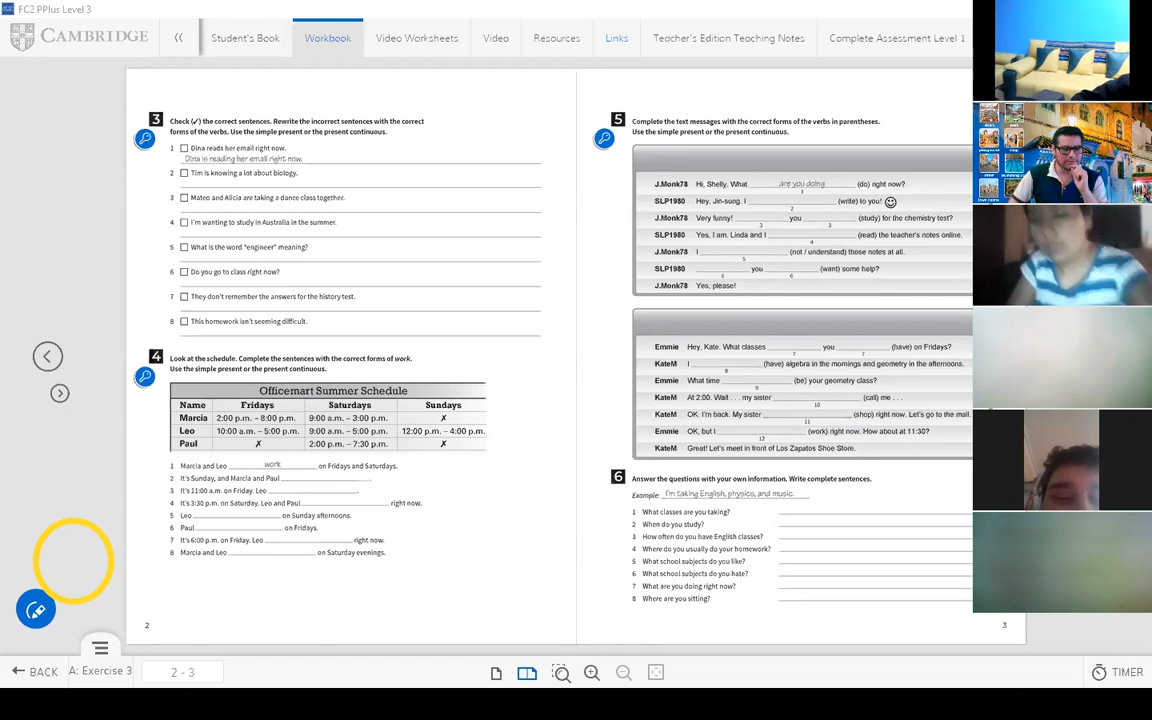 FC2 PPlus Level 3
CAMBRIDGE
Student's Book
Workbook
Video Worksheets
Video
Resources
Links
Teacher's Edition Teaching Notes
Complete Assessment Level 1
3 Check (✓) the correct sentences. Rewrite the incorrect sentences with the correct
forms of the verbs. Use the simple present or the present continuous.
1 Dina reads her email right now.
Dina is reading her email right now.
2 Tim is knowing a lot about biology.
3 Mateo and Alicia are taking a dance class together.
4 I'm wanting to study in Australia in the summer.
5 What is the word "engineer" meaning?
6 Do you go to class right now?
7 They don't remember the answers for the history test.
8 This homework isn't seeming difficult.
4 Look at the schedule. Complete the sentences with the correct forms of work.
Use the simple present or the present continuous.
Officemart Summer Schedule
Name Fridays Saturdays Sundays
Marcia 2:00 p.m. – 8:00 p.m. 9:00 a.m. – 3:00 p.m. ✗
Leo 10:00 a.m. – 5:00 p.m. 9:00 a.m. – 5:00 p.m. 12:00 p.m. – 4:00 p.m.
Paul ✗ 2:00 p.m. – 7:30 p.m. ✗
1 Marcia and Leo work on Fridays and Saturdays.
2 It's Sunday, and Marcia and Paul .
3 It's 11:00 a.m. on Friday. Leo .
4 It's 3:30 p.m. on Saturday. Leo and Paul right now.
5 Leo on Sunday afternoons.
6 Paul on Fridays.
7 It's 6:00 p.m. on Friday. Leo right now.
8 Marcia and Leo on Saturday evenings.
2
5 Complete the text messages with the correct forms of the verbs in parentheses.
Use the simple present or the present continuous.
J.Monk78 Hi, Shelly. What are you doing (do) right now?
1
SLP1980 Hey, Jin-sung. I (write) to you!
2
J.Monk78 Very funny! you (study) for the chemistry test?
3 3
SLP1980 Yes, I am. Linda and I (read) the teacher's notes online.
4
J.Monk78 I (not / understand) those notes at all.
5
SLP1980 you (want) some help?
6 6
J.Monk78 Yes, please!
Emmie Hey, Kate. What classes you (have) on Fridays?
7 7
KateM I (have) algebra in the mornings and geometry in the afternoons.
8
Emmie What time (be) your geometry class?
9
KateM At 2:00. Wait . . . my sister (call) me . . .
10
KateM OK. I'm back. My sister (shop) right now. Let's go to the mall.
11
Emmie OK, but I (work) right now. How about at 11:30?
12
KateM Great! Let's meet in front of Los Zapatos Shoe Store.
6 Answer the questions with your own information. Write complete sentences.
Example: I'm taking English, physics, and music.
1 What classes are you taking?
2 When do you study?
3 How often do you have English classes?
4 Where do you usually do your homework?
5 What school subjects do you like?
6 What school subjects do you hate?
7 What are you doing right now?
8 Where are you sitting?
3
BACK
A: Exercise 3
2 - 3
TIMER